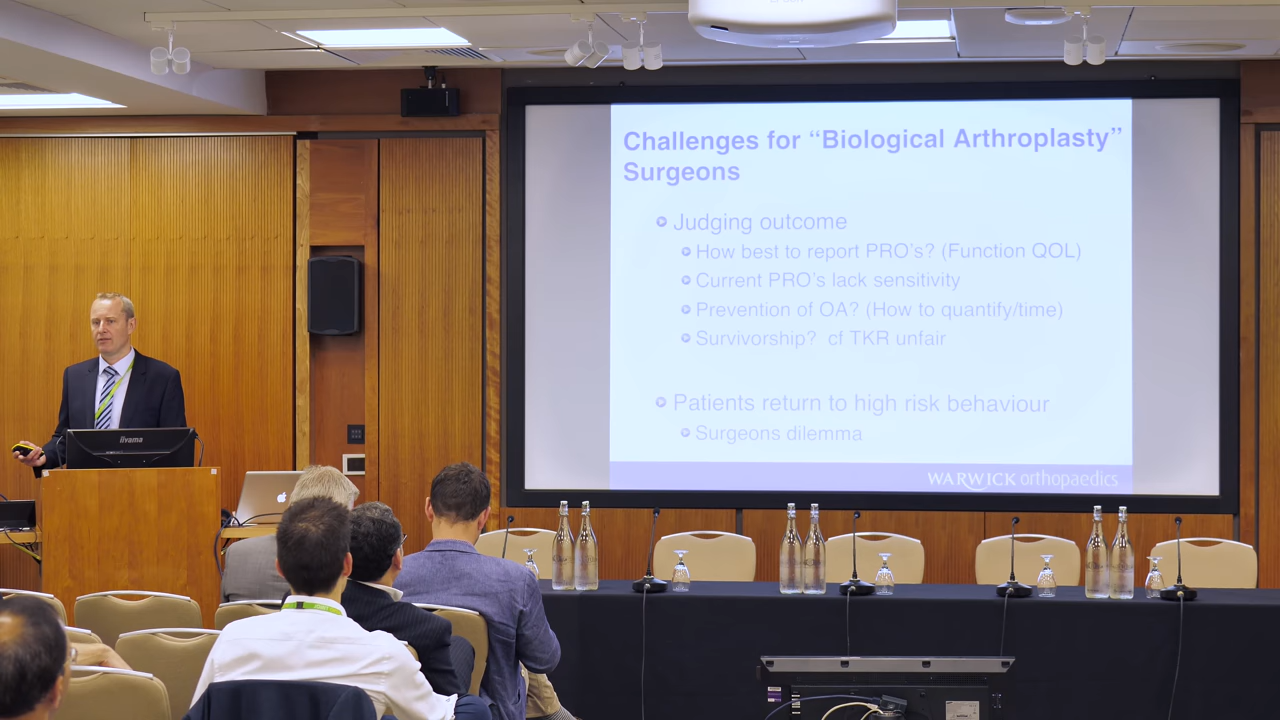 Challenges for “Biological Arthroplasty”
Surgeons
Judging outcome
How best to report PRO’s? (Function QOL)
Current PRO’s lack sensitivity
Prevention of OA? (How to quantify/time)
Survivorship?  cf TKR unfair
Patients return to high risk behaviour
Surgeons dilemma
WARWICK orthopaedics
iiyama